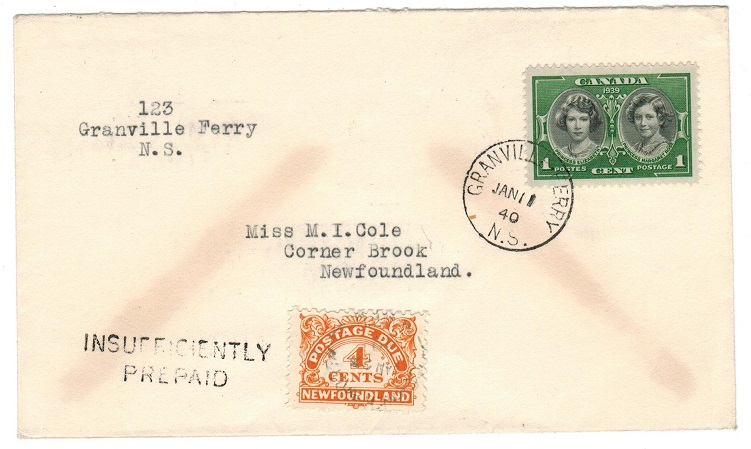 123
Granville Ferry
N.S.
CANADA
1939
1 POSTES POSTAGE 1
CENT
JAN 11
40
N.S.
Miss M.I.Cole
Corner Brook
Newfoundland.
INSUFFICIENTLY
PREPAID
POSTAGE DUE
4
CENTS
NEWFOUNDLAND